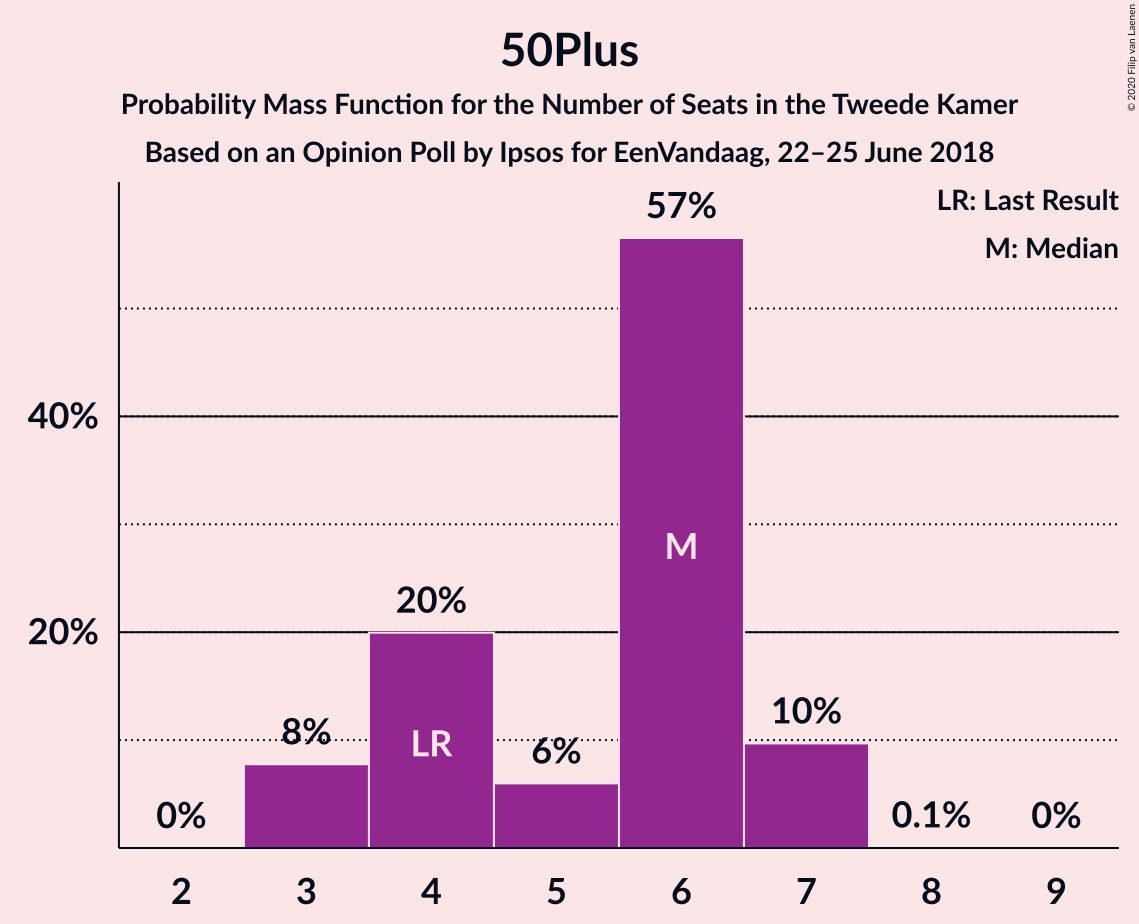 50Plus
Probability Mass Function for the Number of Seats in the Tweede Kamer
Based on an Opinion Poll by Ipsos for EenVandaag, 22–25 June 2018
© 2020 Filip van Laenen
LR: Last Result
M: Median
57%
40%
M
20%
20%
10%
8%
LR
6%
0%
0.1%
0%
2 3 4 5 6 7 8 9